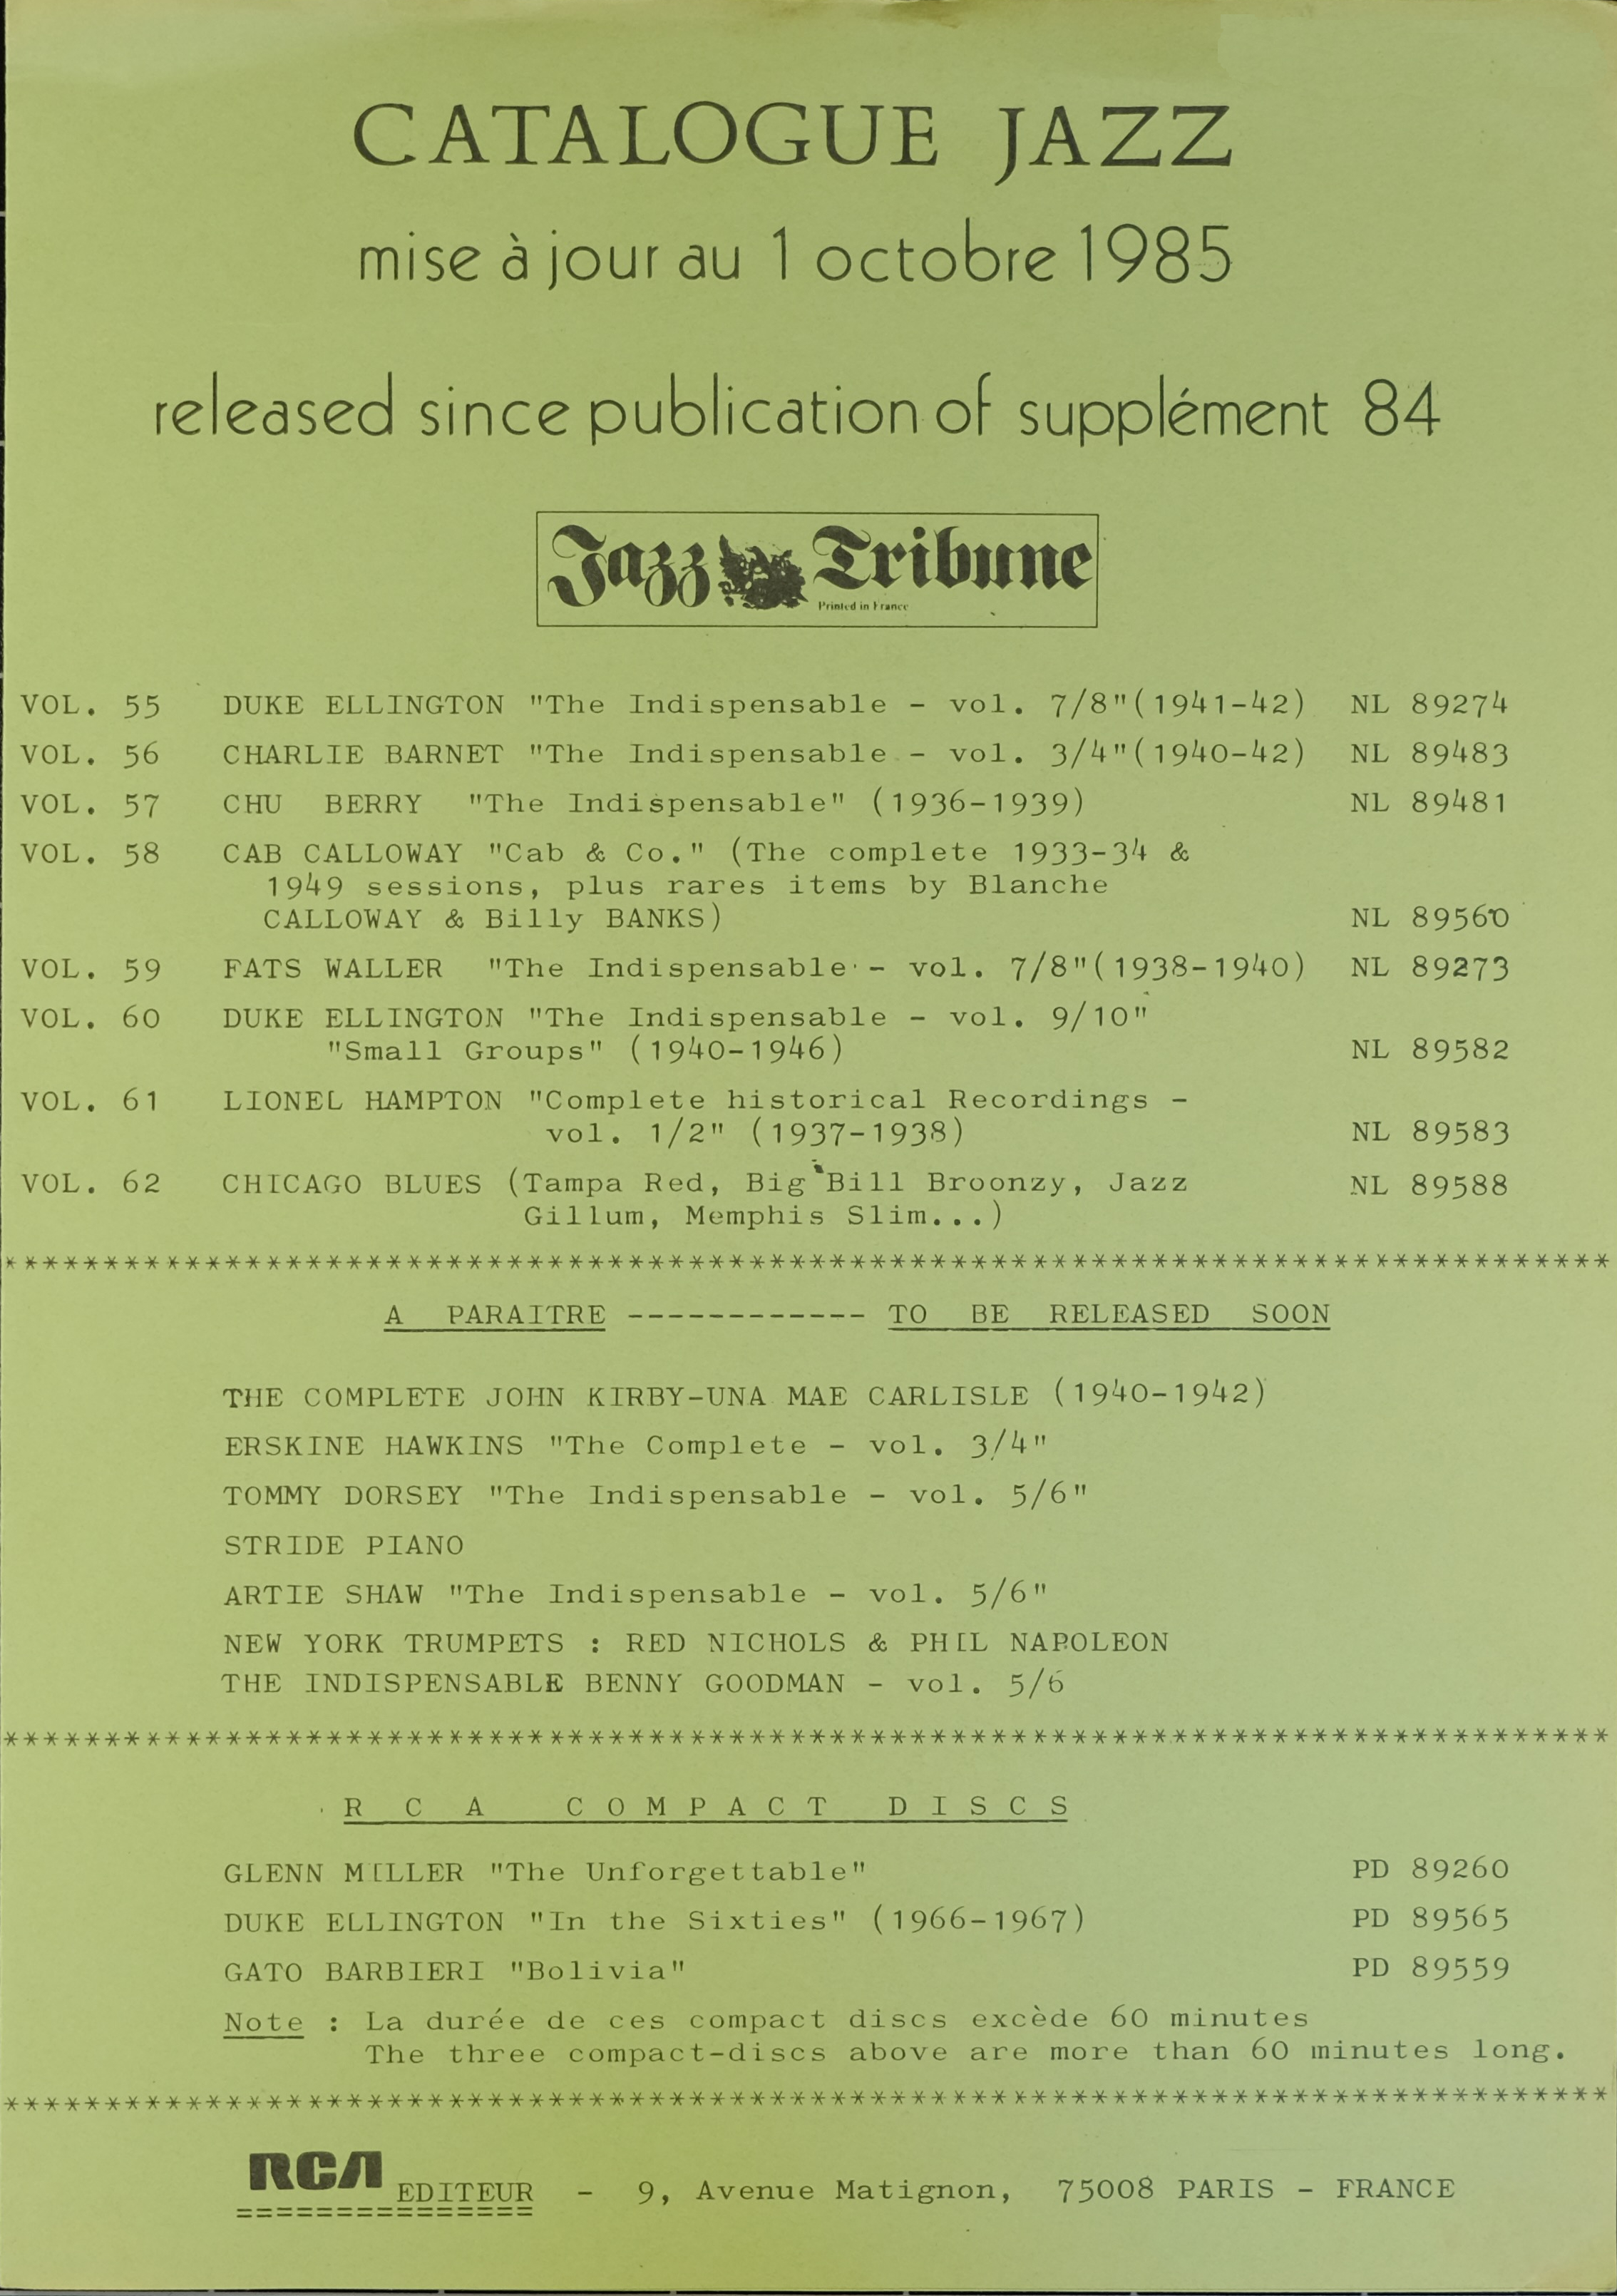 CATALOGUE JAZZ
mise à jour au 1 octobre 1985
released since publication of supplément 84
Jazz Tribune
Printed in France
VOL. 55 DUKE ELLINGTON "The Indispensable - vol. 7/8"(1941-42) NL 89274
VOL. 56 CHARLIE BARNET "The Indispensable - vol. 3/4"(1940-42) NL 89483
VOL. 57 CHU BERRY "The Indispensable" (1936-1939) NL 89481
VOL. 58 CAB CALLOWAY "Cab & Co." (The complete 1933-34 &
1949 sessions, plus rares items by Blanche
CALLOWAY & Billy BANKS) NL 89560
VOL. 59 FATS WALLER "The Indispensable - vol. 7/8"(1938-1940) NL 89273
VOL. 60 DUKE ELLINGTON "The Indispensable - vol. 9/10"
"Small Groups" (1940-1946) NL 89582
VOL. 61 LIONEL HAMPTON "Complete historical Recordings -
vol. 1/2" (1937-1938) NL 89583
VOL. 62 CHICAGO BLUES (Tampa Red, Big Bill Broonzy, Jazz NL 89588
Gillum, Memphis Slim...)
********************************************************************************
A PARAITRE ------------ TO BE RELEASED SOON
THE COMPLETE JOHN KIRBY-UNA MAE CARLISLE (1940-1942)
ERSKINE HAWKINS "The Complete - vol. 3/4"
TOMMY DORSEY "The Indispensable - vol. 5/6"
STRIDE PIANO
ARTIE SHAW "The Indispensable - vol. 5/6"
NEW YORK TRUMPETS : RED NICHOLS & PHIL NAPOLEON
THE INDISPENSABLE BENNY GOODMAN - vol. 5/6
********************************************************************************
R C A C O M P A C T D I S C S
GLENN MILLER "The Unforgettable" PD 89260
DUKE ELLINGTON "In the Sixties" (1966-1967) PD 89565
GATO BARBIERI "Bolivia" PD 89559
Note : La durée de ces compact discs excède 60 minutes
The three compact-discs above are more than 60 minutes long.
********************************************************************************
RCA EDITEUR - 9, Avenue Matignon, 75008 PARIS - FRANCE
===============